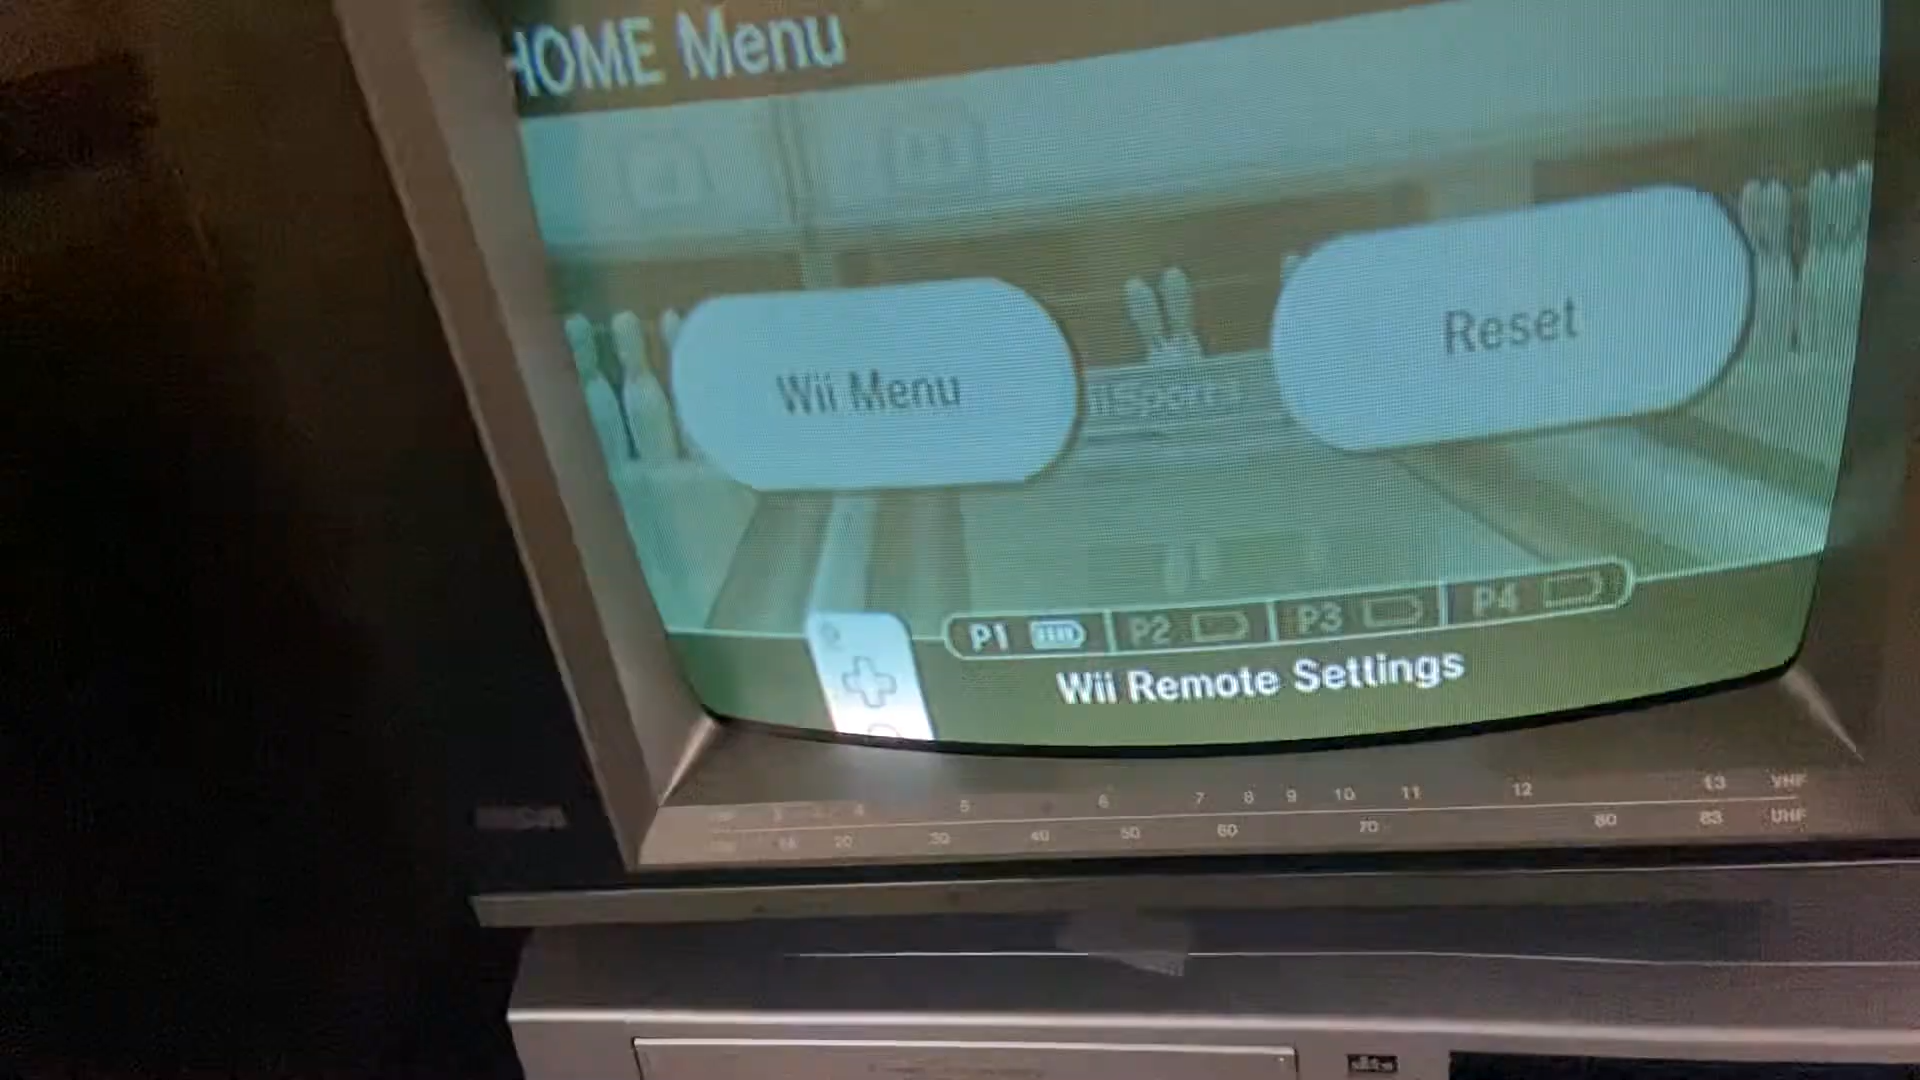 HOME Menu
Wii Menu
Reset
P1 P2 P3 P4
Wii Remote Settings
5 6 7 8 9 10 11 12 13 VHF
20 30 40 50 60 70 80 83 UHF